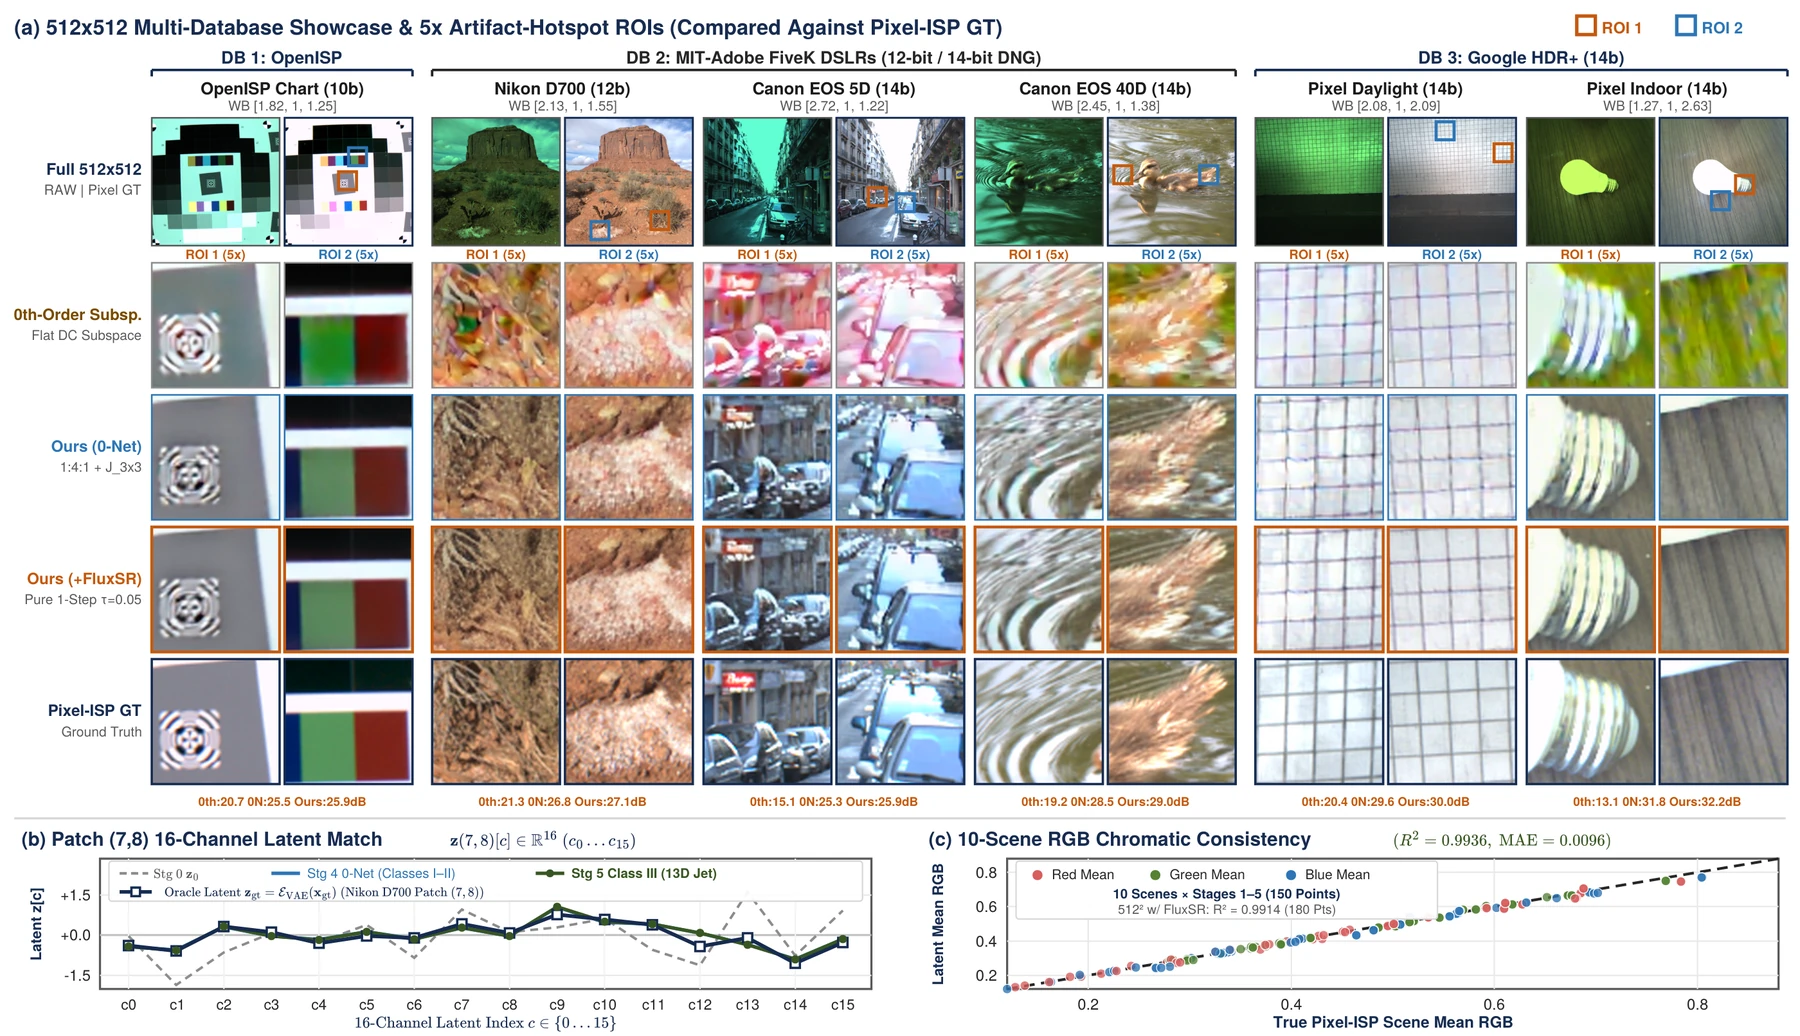 (a) 512x512 Multi-Database Showcase & 5x Artifact-Hotspot ROIs (Compared Against Pixel-ISP GT)
ROI 1
ROI 2
DB 1: OpenISP
DB 2: MIT-Adobe FiveK DSLRs (12-bit / 14-bit DNG)
DB 3: Google HDR+ (14b)
OpenISP Chart (10b)
Nikon D700 (12b)
Canon EOS 5D (14b)
Canon EOS 40D (14b)
Pixel Daylight (14b)
Pixel Indoor (14b)
WB [1.82, 1, 1.25]
WB [2.13, 1, 1.55]
WB [2.72, 1, 1.22]
WB [2.45, 1, 1.38]
WB [2.08, 1, 2.09]
WB [1.27, 1, 2.63]
Full 512x512
RAW | Pixel GT
ROI 1 (5x)
ROI 2 (5x)
ROI 1 (5x)
ROI 2 (5x)
ROI 1 (5x)
ROI 2 (5x)
ROI 1 (5x)
ROI 2 (5x)
ROI 1 (5x)
ROI 2 (5x)
ROI 1 (5x)
ROI 2 (5x)
0th-Order Subsp.
Flat DC Subspace
Ours (0-Net)
1:4:1 + J_3x3
Ours (+FluxSR)
Pure 1-Step τ=0.05
Pixel-ISP GT
Ground Truth
0th:20.7 0N:25.5 Ours:25.9dB
0th:21.3 0N:26.8 Ours:27.1dB
0th:15.1 0N:25.3 Ours:25.9dB
0th:19.2 0N:28.5 Ours:29.0dB
0th:20.4 0N:29.6 Ours:30.0dB
0th:13.1 0N:31.8 Ours:32.2dB
(b) Patch (7,8) 16-Channel Latent Match
z(7,8)[c] ∈ ℝ¹⁶ (c₀…c₁₅)
Stg 0 z₀
Stg 4 0-Net (Classes I–II)
Stg 5 Class III (13D Jet)
Oracle Latent z_gt = ℰ_VAE(x_gt) (Nikon D700 Patch (7,8))
Latent z[c]
+1.5
+0.0
-1.5
c0 c1 c2 c3 c4 c5 c6 c7 c8 c9 c10 c11 c12 c13 c14 c15
16-Channel Latent Index c ∈ {0…15}
(c) 10-Scene RGB Chromatic Consistency
(R² = 0.9936, MAE = 0.0096)
Red Mean
Green Mean
Blue Mean
10 Scenes × Stages 1–5 (150 Points)
512² w/ FluxSR: R² = 0.9914 (180 Pts)
Latent Mean RGB
0.8
0.6
0.4
0.2
0.2 0.4 0.6 0.8
True Pixel-ISP Scene Mean RGB